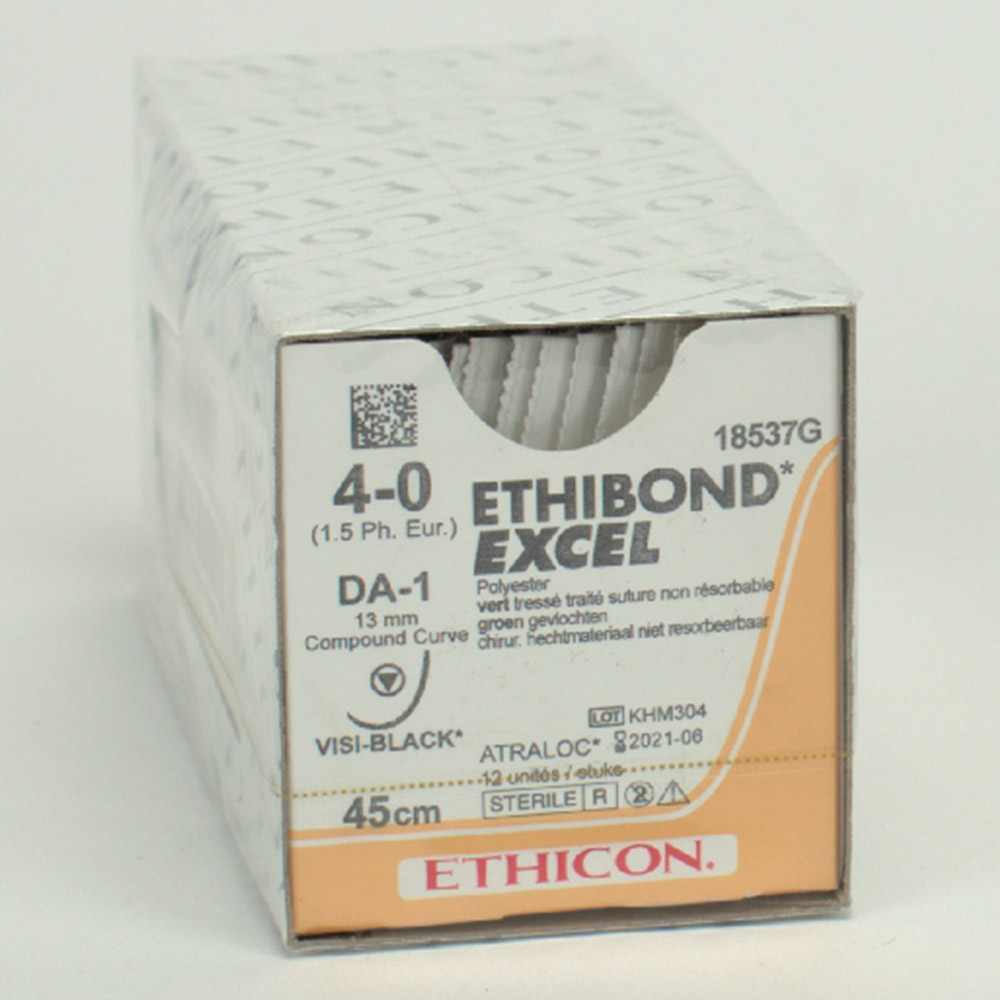 18537G
4-0
(1.5 Ph. Eur.)
ETHIBOND*
EXCEL
DA-1
13 mm
Compound Curve
Polyester
vert tressé traité suture non résorbable
groen gevlochten
chirur. hechtmateriaal niet resorbeerbaar
VISI-BLACK*
LOT KHM304
ATRALOC* 2021-06
12 unités / stuks
45cm
STERILE R 2
ETHICON.